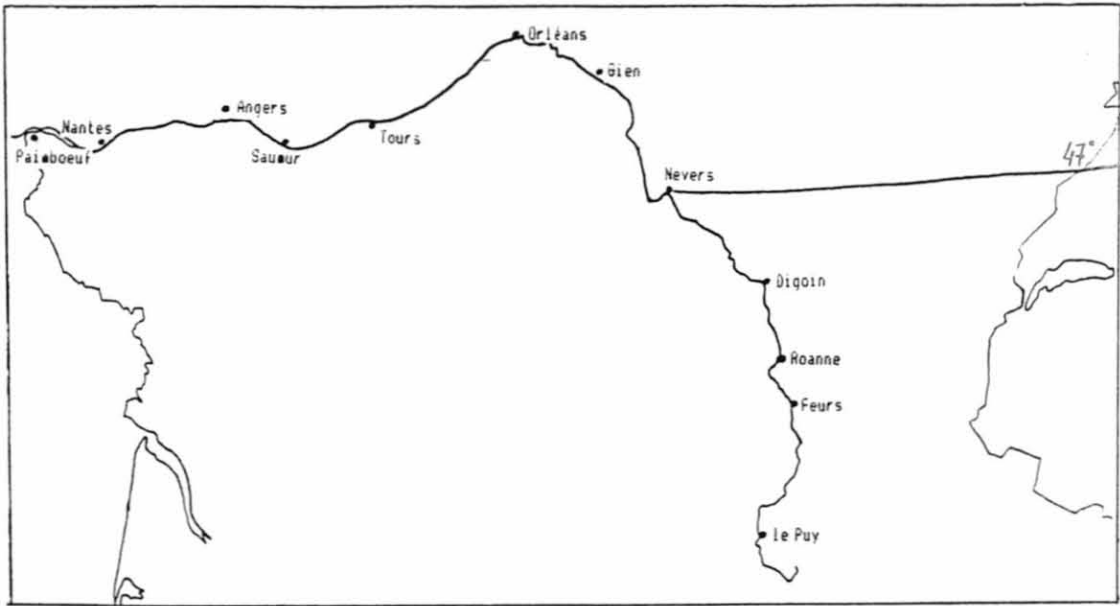 Orléans
Gien
Angers
Nantes
Tours
Saumur
Paimboeuf
47°
Nevers
Digoin
Roanne
Feurs
le Puy